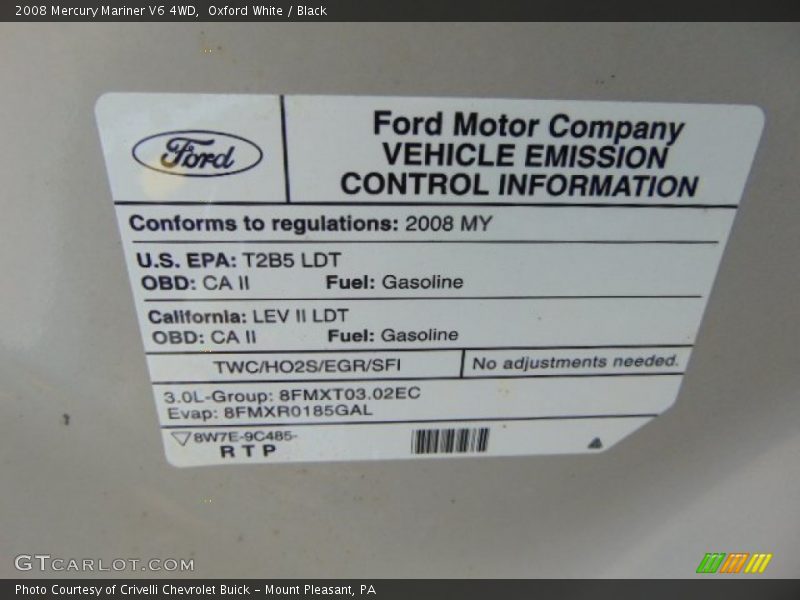 2008 Mercury Mariner V6 4WD,  Oxford White / Black
Ford
Ford Motor Company
VEHICLE EMISSION
CONTROL INFORMATION
Conforms to regulations: 2008 MY
U.S. EPA: T2B5 LDT
OBD: CA II Fuel: Gasoline
California: LEV II LDT
OBD: CA II Fuel: Gasoline
TWC/HO2S/EGR/SFI No adjustments needed.
3.0L-Group: 8FMXT03.02EC
Evap: 8FMXR0185GAL
8W7E-9C485-
R T P
GTCARLOT.COM
Photo Courtesy of Crivelli Chevrolet Buick – Mount Pleasant, PA